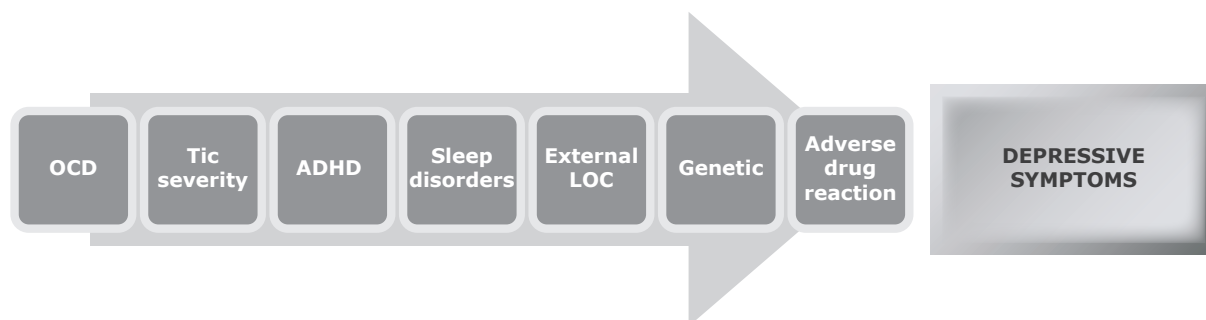 OCD
Tic
severity
ADHD
Sleep
disorders
External
LOC
Genetic
Adverse
drug
reaction
DEPRESSIVE
SYMPTOMS